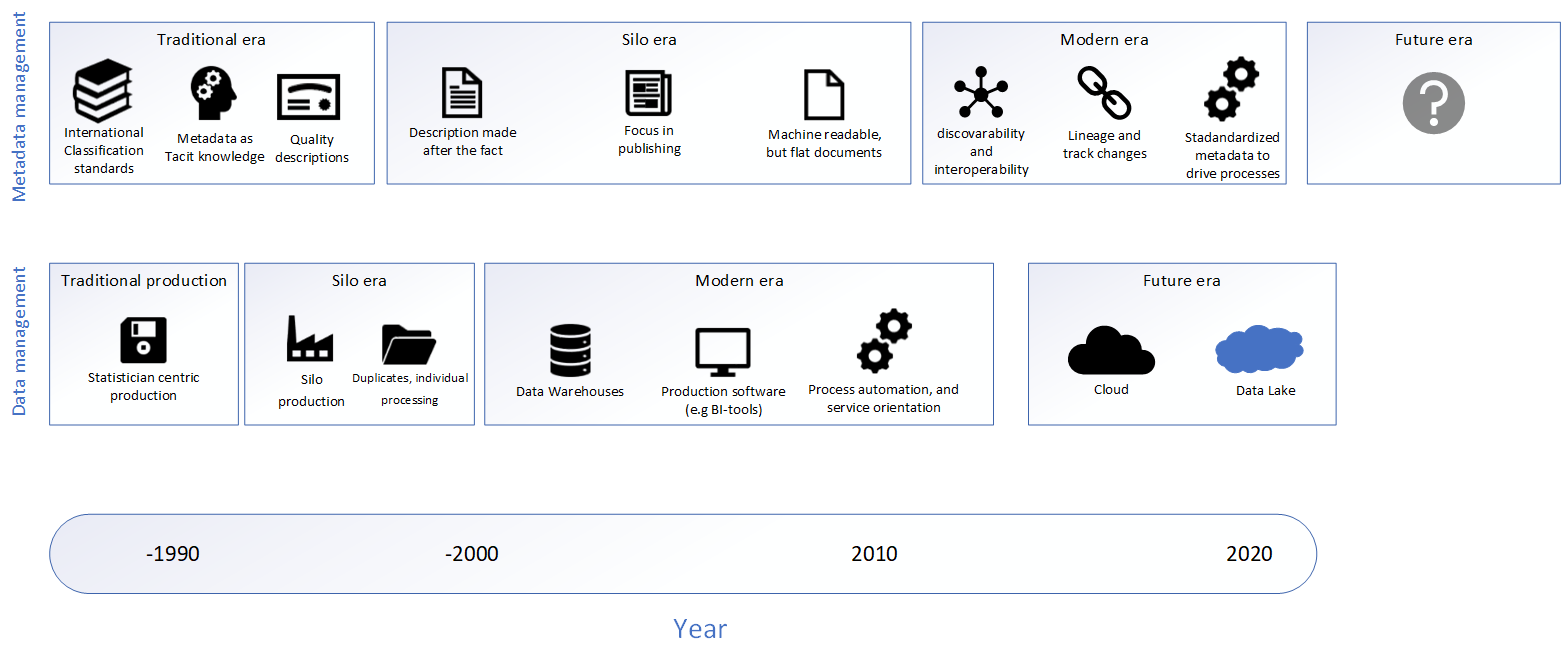 Metadata management
Traditional era
International
Classification
standards
Metadata as
Tacit knowledge
Quality
descriptions
Silo era
Description made
after the fact
Focus in
publishing
Machine readable,
but flat documents
Modern era
discovarability
and
interoperability
Lineage and
track changes
Stadandardized
metadata to
drive processes
Future era
?
Data management
Traditional production
Statistician centric
production
Silo era
Silo
production
Duplicates, individual
processing
Modern era
Data Warehouses
Production software
(e.g BI-tools)
Process automation, and
service orientation
Future era
Cloud
Data Lake
-1990
-2000
2010
2020
Year